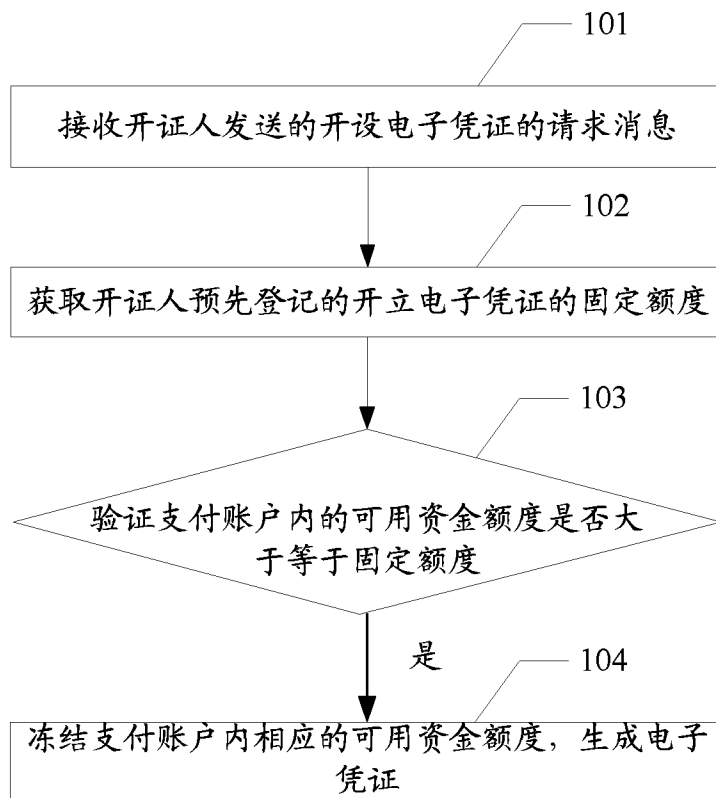 101
接收开证人发送的开设电子凭证的请求消息
102
获取开证人预先登记的开立电子凭证的固定额度
103
验证支付账户内的可用资金额度是否大
于等于固定额度
是
104
冻结支付账户内相应的可用资金额度，生成电子
凭证